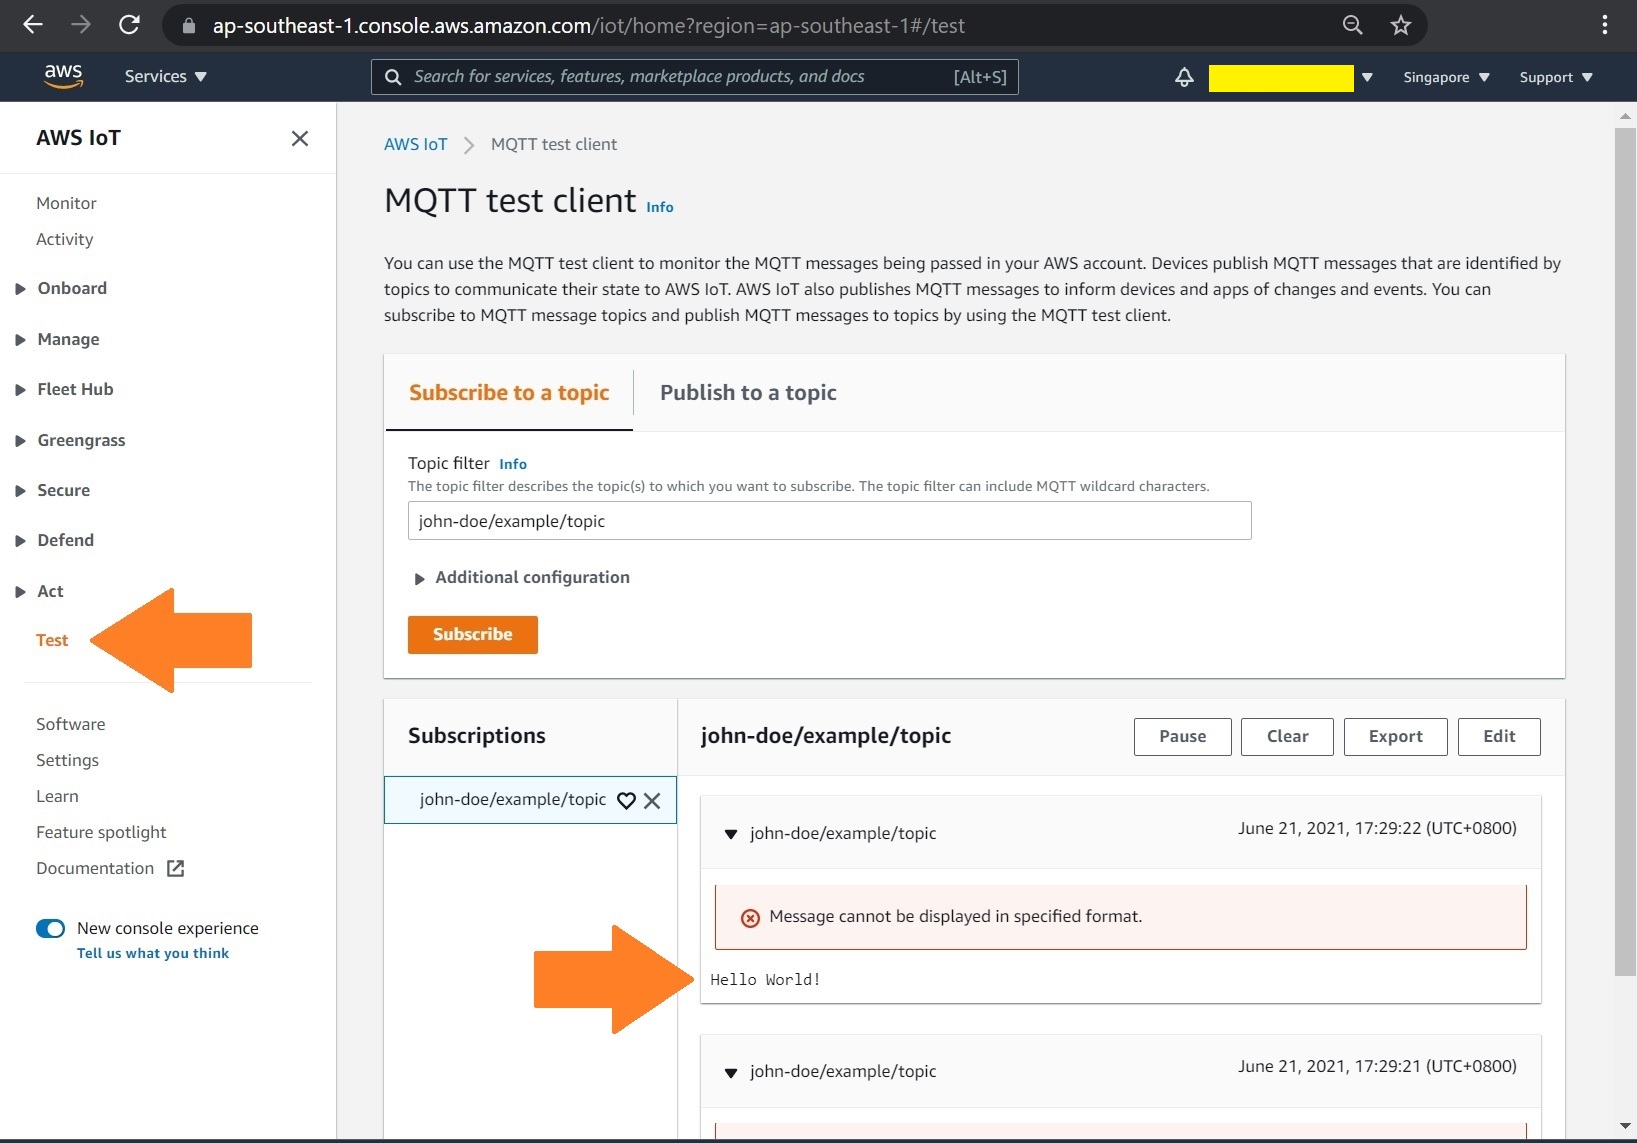 ap-southeast-1.console.aws.amazon.com/iot/home?region=ap-southeast-1#/test
aws
Services
Search for services, features, marketplace products, and docs
[Alt+S]
Singapore
Support
AWS IoT
Monitor
Activity
Onboard
Manage
Fleet Hub
Greengrass
Secure
Defend
Act
Test
Software
Settings
Learn
Feature spotlight
Documentation
New console experience
Tell us what you think
AWS IoT
MQTT test client
MQTT test client Info
You can use the MQTT test client to monitor the MQTT messages being passed in your AWS account. Devices publish MQTT messages that are identified by
topics to communicate their state to AWS IoT. AWS IoT also publishes MQTT messages to inform devices and apps of changes and events. You can
subscribe to MQTT message topics and publish MQTT messages to topics by using the MQTT test client.
Subscribe to a topic
Publish to a topic
Topic filter Info
The topic filter describes the topic(s) to which you want to subscribe. The topic filter can include MQTT wildcard characters.
john-doe/example/topic
Additional configuration
Subscribe
Subscriptions
john-doe/example/topic
john-doe/example/topic
Pause
Clear
Export
Edit
john-doe/example/topic
June 21, 2021, 17:29:22 (UTC+0800)
Message cannot be displayed in specified format.
Hello World!
john-doe/example/topic
June 21, 2021, 17:29:21 (UTC+0800)